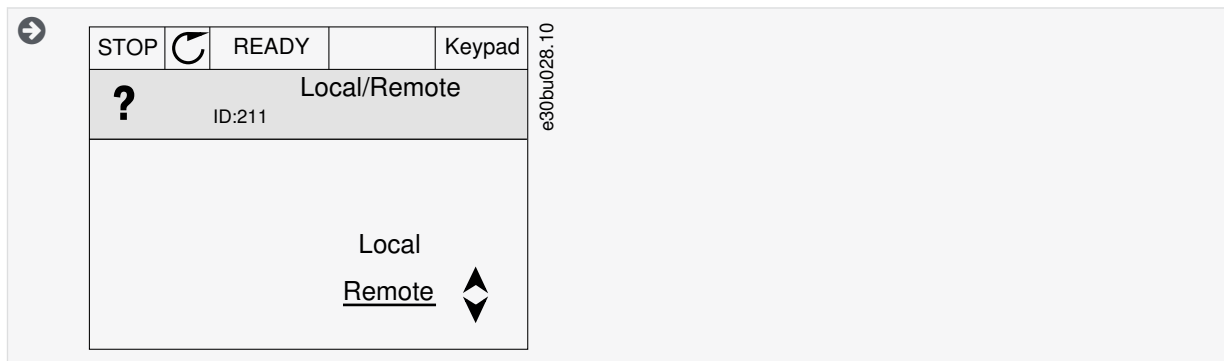 STOP READY Keypad
? Local/Remote
ID:211
Local
Remote
e30bu028.10